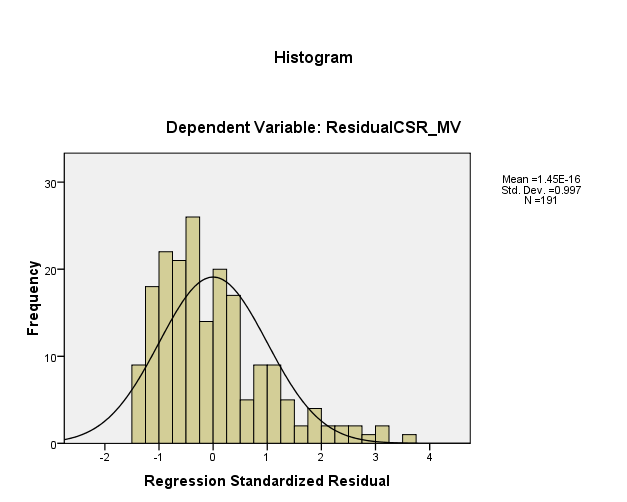 Histogram
Dependent Variable: ResidualCSR_MV
Mean =1.45E-16
Std. Dev. =0.997
N =191
30
20
10
0
Frequency
-2 -1 0 1 2 3 4
Regression Standardized Residual